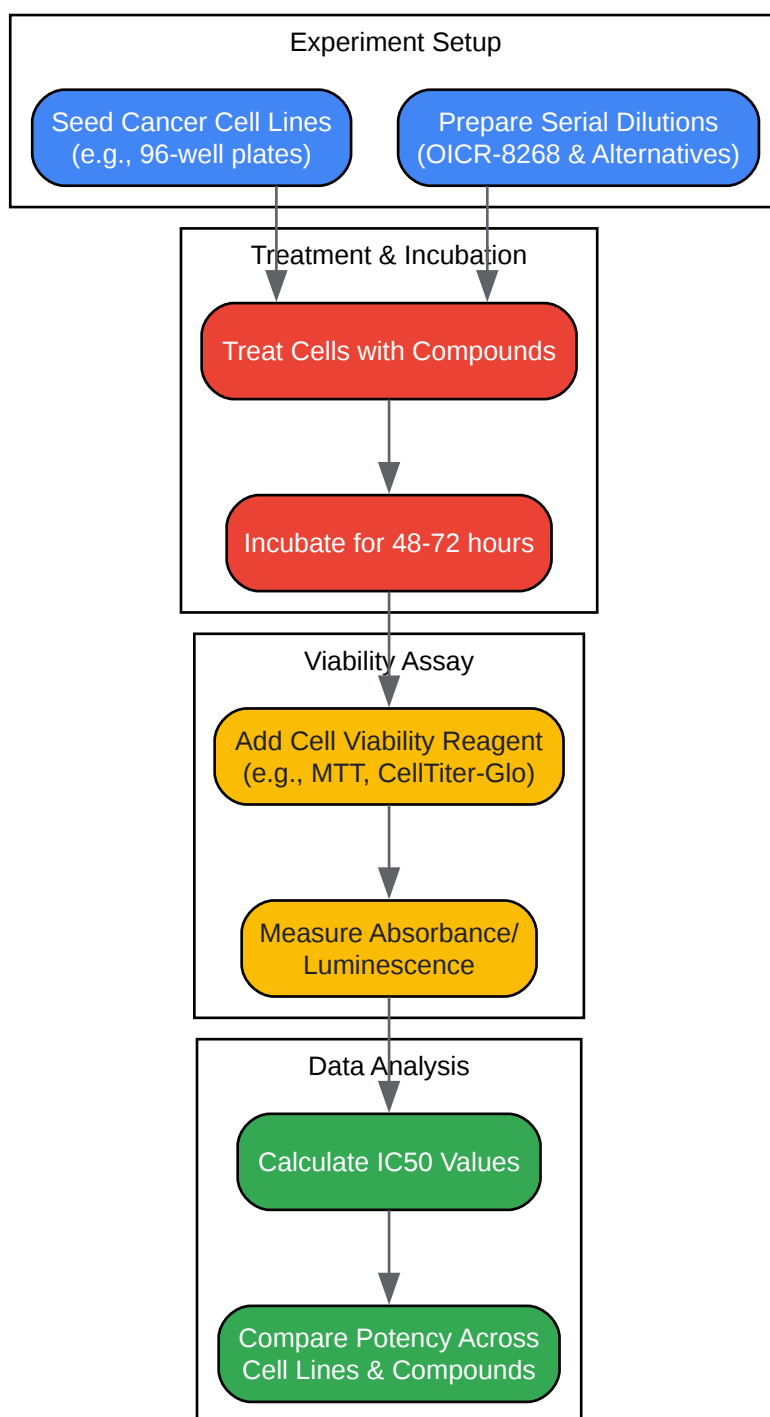 Experiment Setup
Seed Cancer Cell Lines
(e.g., 96-well plates)
Prepare Serial Dilutions
(OICR-8268 & Alternatives)
Treatment & Incubation
Treat Cells with Compounds
Incubate for 48-72 hours
Viability Assay
Add Cell Viability Reagent
(e.g., MTT, CellTiter-Glo)
Measure Absorbance/
Luminescence
Data Analysis
Calculate IC50 Values
Compare Potency Across
Cell Lines & Compounds